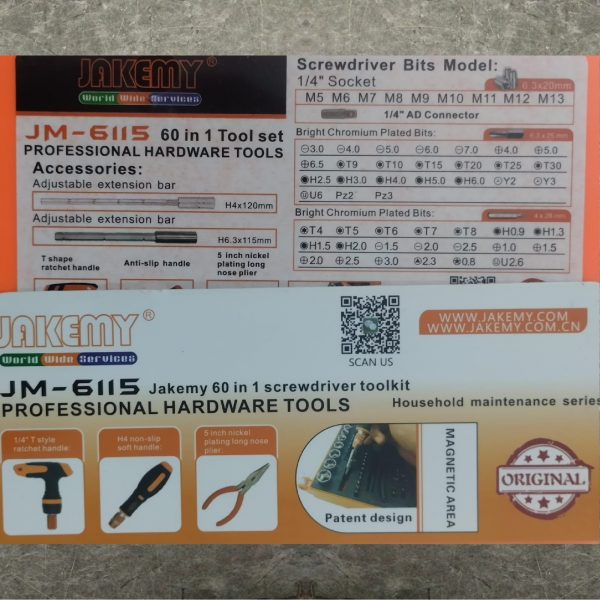 JAKEMY®
World Wide Services
JM-6115 60 in 1 Tool set
PROFESSIONAL HARDWARE TOOLS
Accessories:
Adjustable extension bar
H4x120mm
Adjustable extension bar
H6.3x115mm
T shape
ratchet handle
Anti-slip handle
5 inch nickel
plating long
nose plier
Screwdriver Bits Model:
1/4" Socket
6.3x20mm
M5 M6 M7 M8 M9 M10 M11 M12 M13
1/4" AD Connector
Bright Chromium Plated Bits:
6.3 x 25 mm
⊖3.0 ⊖4.0 ⊖5.0 ⊖6.0 ⊖7.0 ⊕4.0 ⊕5.0
⊕6.5 T9 T10 T15 T20 T25 T30
H2.5 H3.0 H4.0 H5.0 H6.0 Y2 Y3
U6 Pz2 Pz3
Bright Chromium Plated Bits:
4 x 28 mm
T4 T5 T6 T7 T8 H0.9 H1.3
H1.5 H2.0 ⊖1.5 ⊖2.0 ⊖2.5 ⊕1.0 ⊕1.5
⊕2.0 ⊕2.5 ⊕3.0 2.3 0.8 U2.6
JAKEMY®
World Wide Services
SCAN US
WWW.JAKEMY.COM
WWW.JAKEMY.COM.CN
JM-6115 Jakemy 60 in 1 screwdriver toolkit
PROFESSIONAL HARDWARE TOOLS
Household maintenance series
1/4" T style
ratchet handle:
H4 non-slip
soft handle:
5 inch nickel
plating long nose
plier
Patent design
MAGNETIC AREA
ORIGINAL